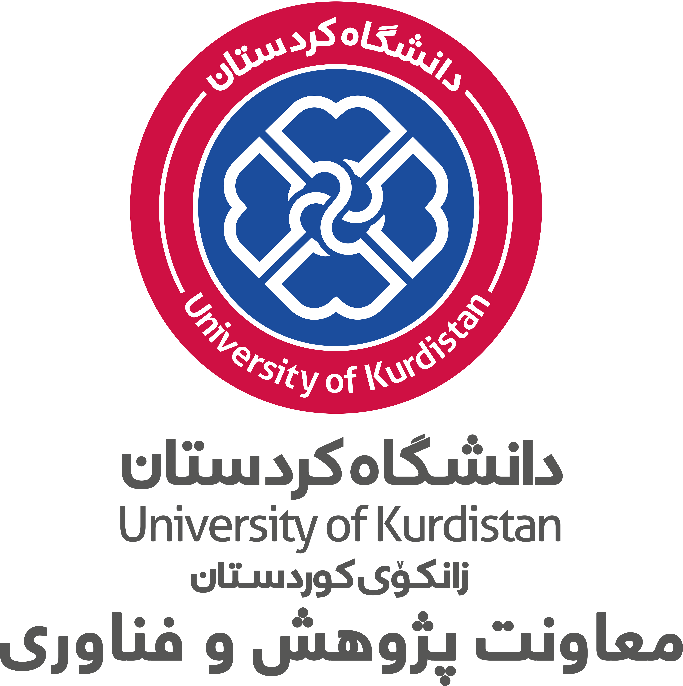 دانشگاه کردستان
University of Kurdistan
دانشگاه کردستان
University of Kurdistan
زانکۆی کوردستان
معاونت پژوهش و فناوری